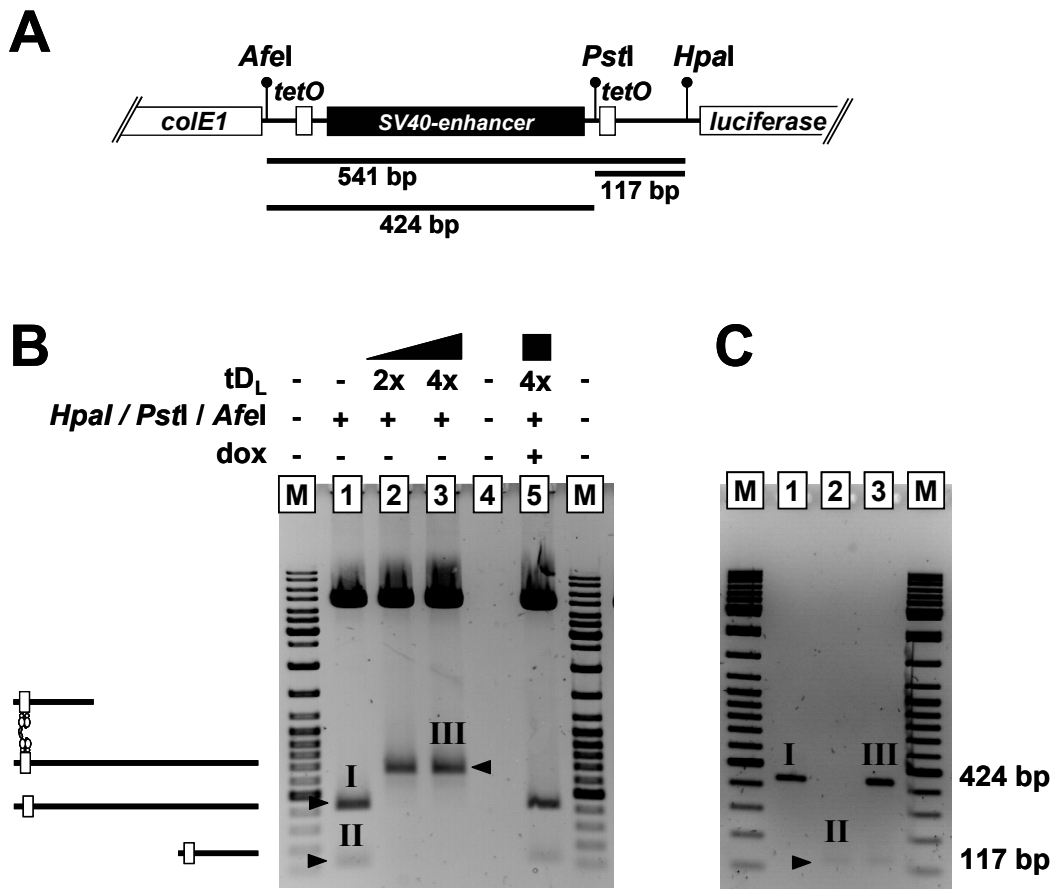 A
AfeI PstI HpaI
tetO tetO
colE1 SV40-enhancer luciferase
541 bp
117 bp
424 bp
B C
tDL - - 2x 4x - 4x -
HpaI / PstI / AfeI - + + + - + -
dox - - - - - + -
M 1 2 3 4 5 M
M 1 2 3 M
III
I
II
I III
424 bp
II
117 bp